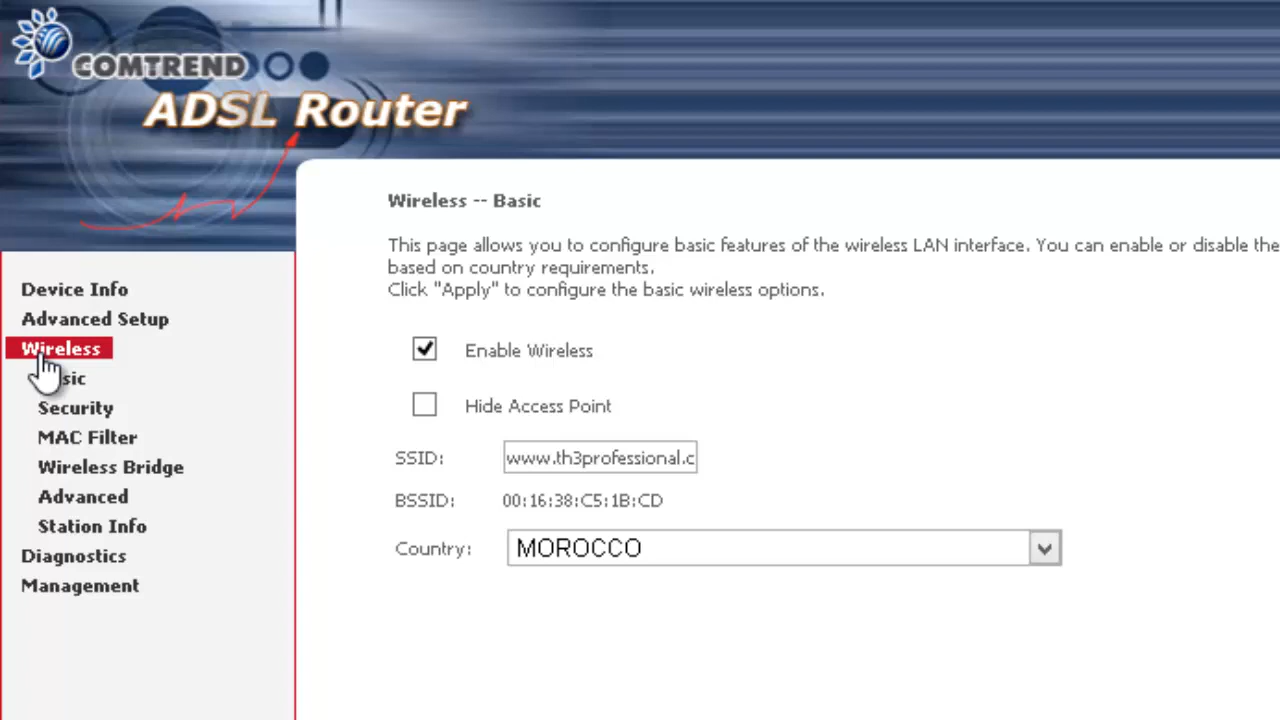 COMTREND
ADSL Router
Wireless -- Basic
This page allows you to configure basic features of the wireless LAN interface. You can enable or disable the
based on country requirements.
Click "Apply" to configure the basic wireless options.
Device Info
Advanced Setup
Wireless
sic
Security
MAC Filter
Wireless Bridge
Advanced
Station Info
Diagnostics
Management
Enable Wireless
Hide Access Point
SSID: www.th3professional.c
BSSID: 00:16:38:C5:1B:CD
Country: MOROCCO